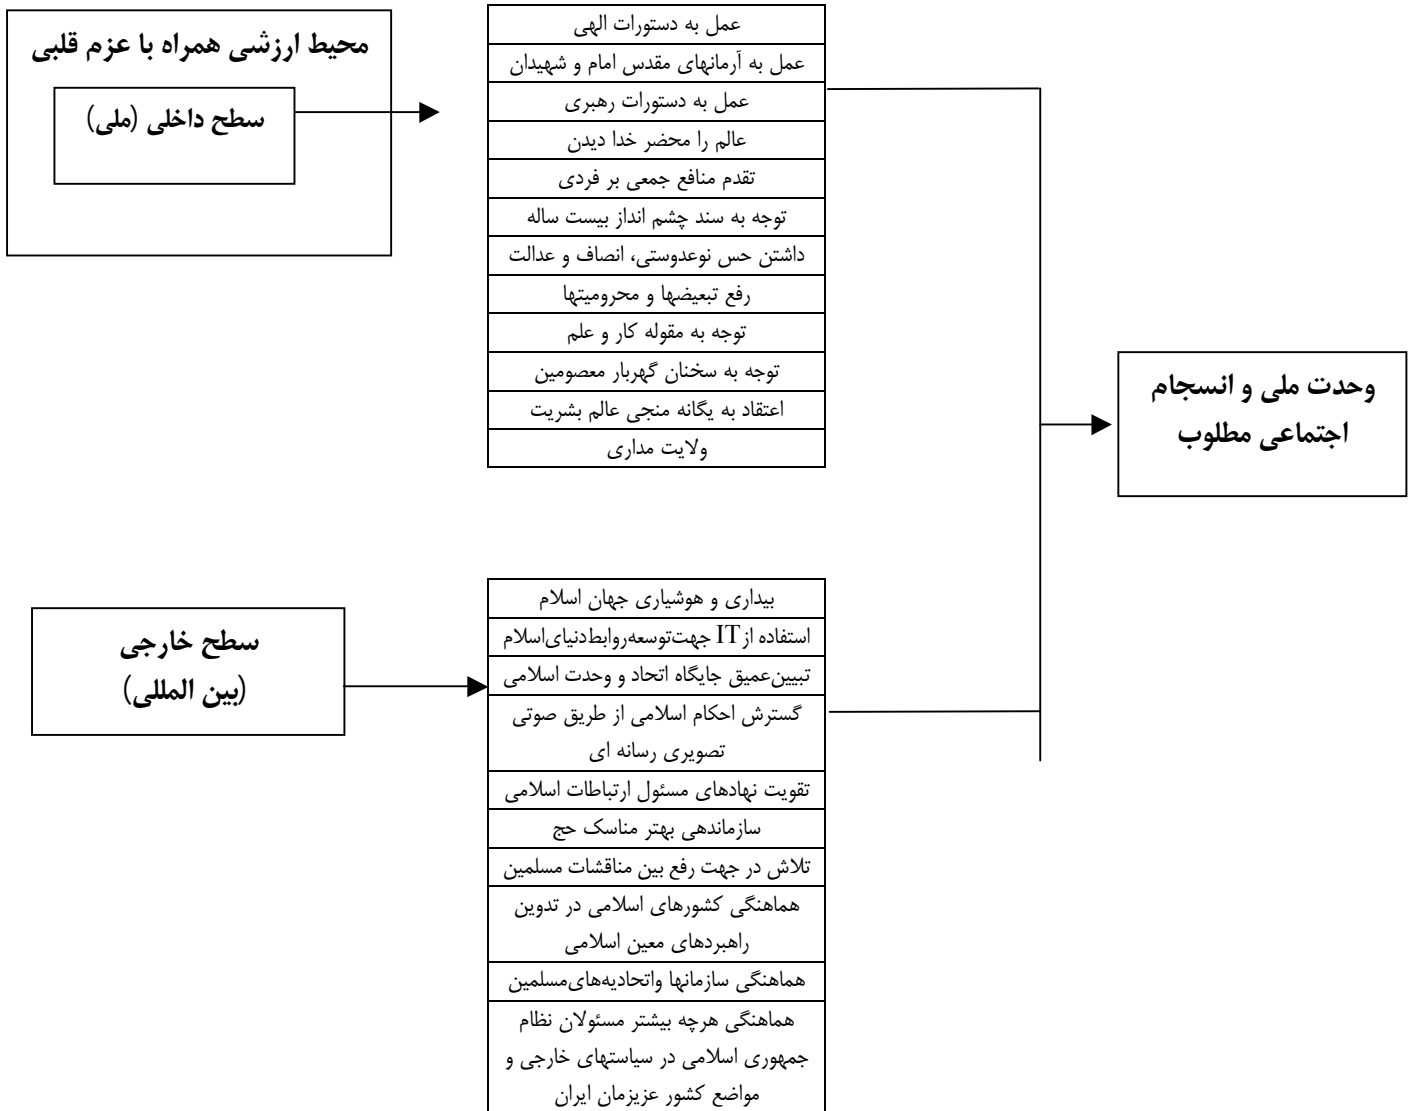 محیط ارزشی همراه با عزم قلبی
سطح داخلی (ملی)
عمل به دستورات الهی
عمل به آرمانهای مقدس امام و شهیدان
عمل به دستورات رهبری
عالم را محضر خدا دیدن
تقدم منافع جمعی بر فردی
توجه به سند چشم انداز بیست ساله
داشتن حس نوعدوستی، انصاف و عدالت
رفع تبعیضها و محرومیتها
توجه به مقوله کار و علم
توجه به سخنان گهربار معصومین
اعتقاد به یگانه منجی عالم بشریت
ولایت مداری
وحدت ملی و انسجام
اجتماعی مطلوب
سطح خارجی
(بین المللی)
بیداری و هوشیاری جهان اسلام
استفاده از IT جهت‌توسعه‌روابط‌دنیای‌اسلام
تبیین‌عمیق جایگاه اتحاد و وحدت اسلامی
گسترش احکام اسلامی از طریق صوتی
تصویری رسانه ای
تقویت نهادهای مسئول ارتباطات اسلامی
سازماندهی بهتر مناسک حج
تلاش در جهت رفع بین مناقشات مسلمین
هماهنگی کشورهای اسلامی در تدوین
راهبردهای معین اسلامی
هماهنگی سازمانها واتحادیه‌های‌مسلمین
هماهنگی هرچه بیشتر مسئولان نظام
جمهوری اسلامی در سیاستهای خارجی و
مواضع کشور عزیزمان ایران